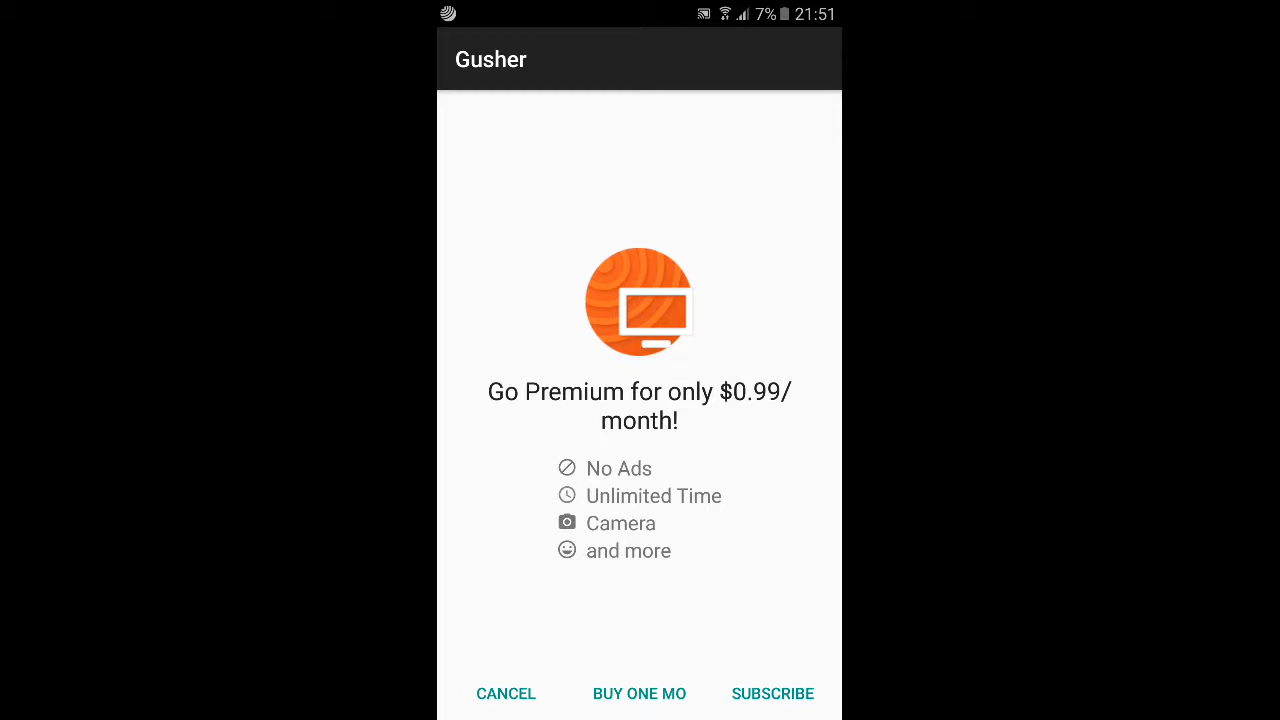 7% 21:51
Gusher
Go Premium for only $0.99/
month!
No Ads
Unlimited Time
Camera
and more
CANCEL BUY ONE MO SUBSCRIBE